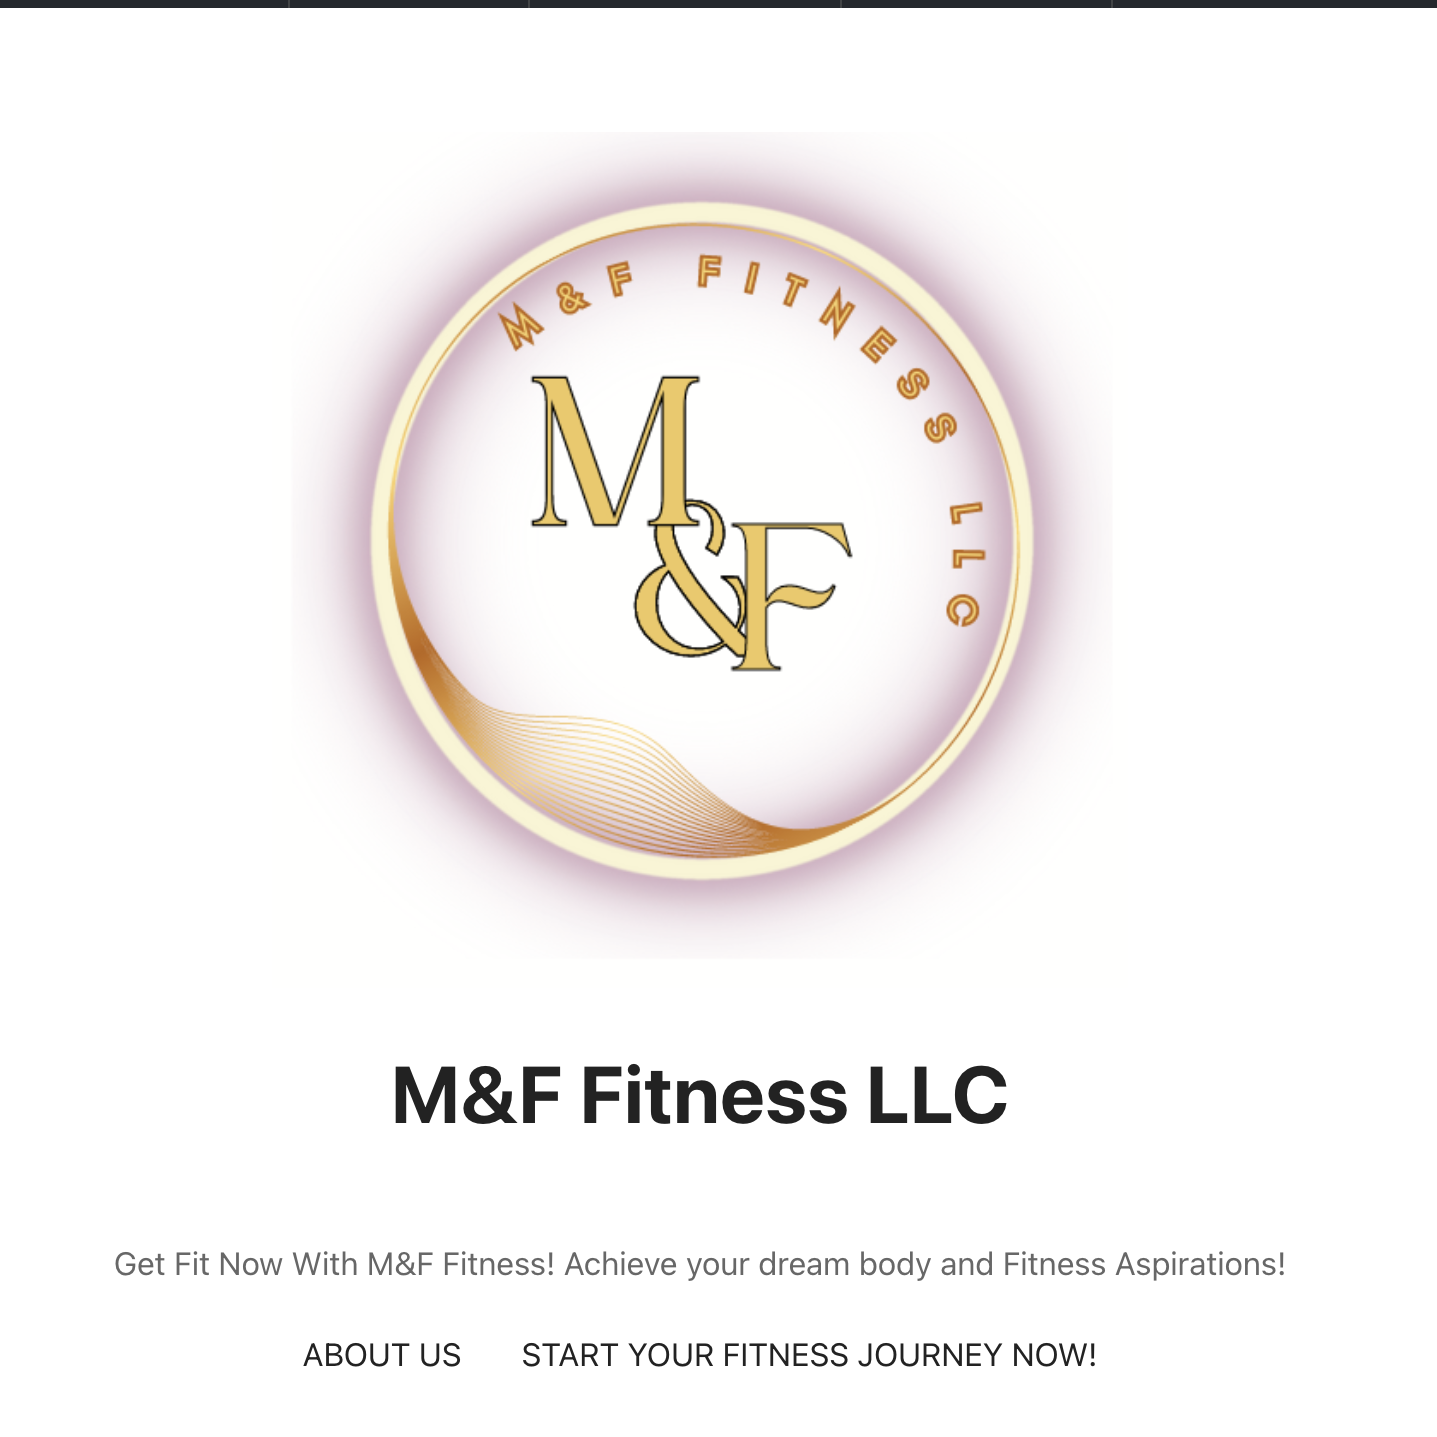 M&F FITNESS LLC
M
&F
M&F Fitness LLC
Get Fit Now With M&F Fitness! Achieve your dream body and Fitness Aspirations!
ABOUT US START YOUR FITNESS JOURNEY NOW!